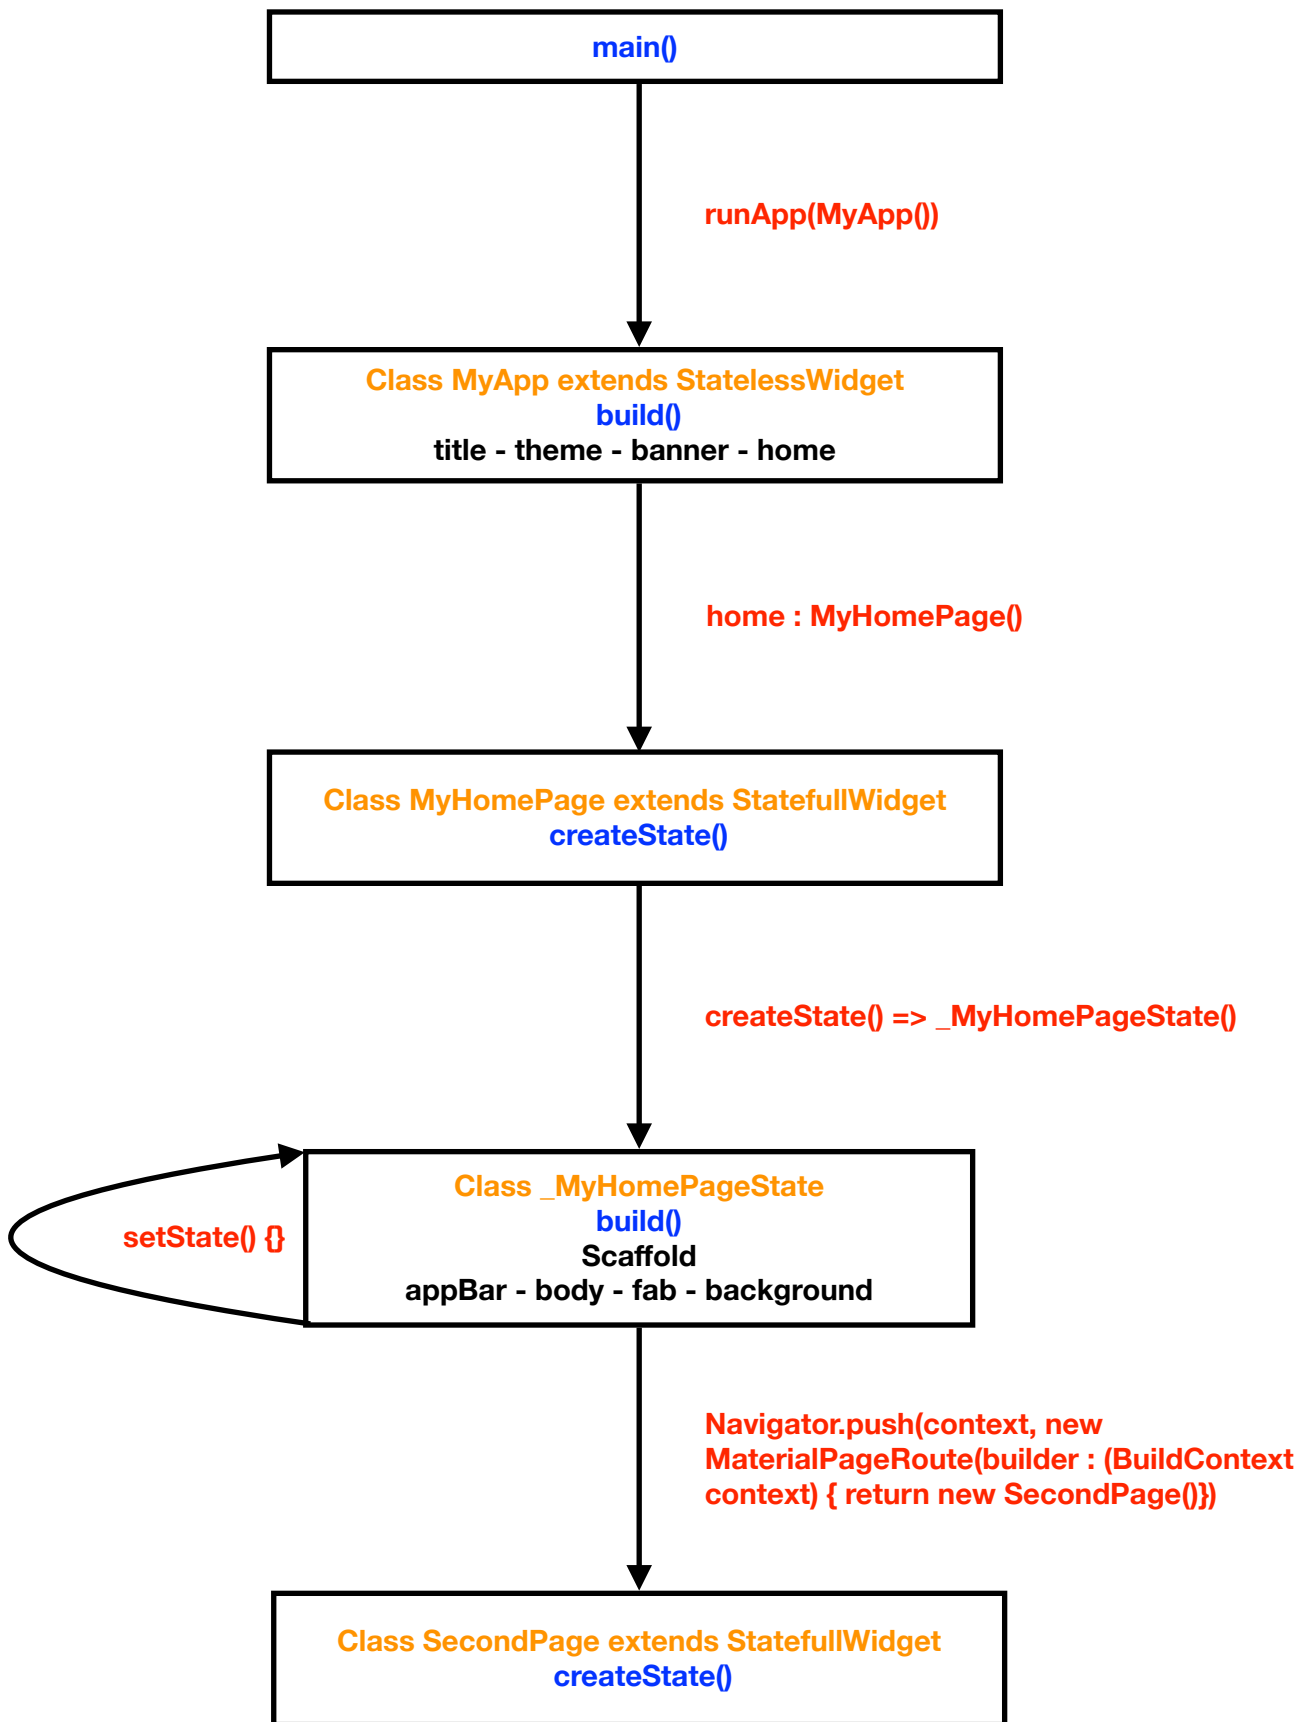 main()
runApp(MyApp())
Class MyApp extends StatelessWidget
build()
title - theme - banner - home
home : MyHomePage()
Class MyHomePage extends StatefullWidget
createState()
createState() => _MyHomePageState()
Class _MyHomePageState
build()
setState() {}
Scaffold
appBar - body - fab - background
Navigator.push(context, new
MaterialPageRoute(builder : (BuildContext
context) { return new SecondPage()})
Class SecondPage extends StatefullWidget
createState()